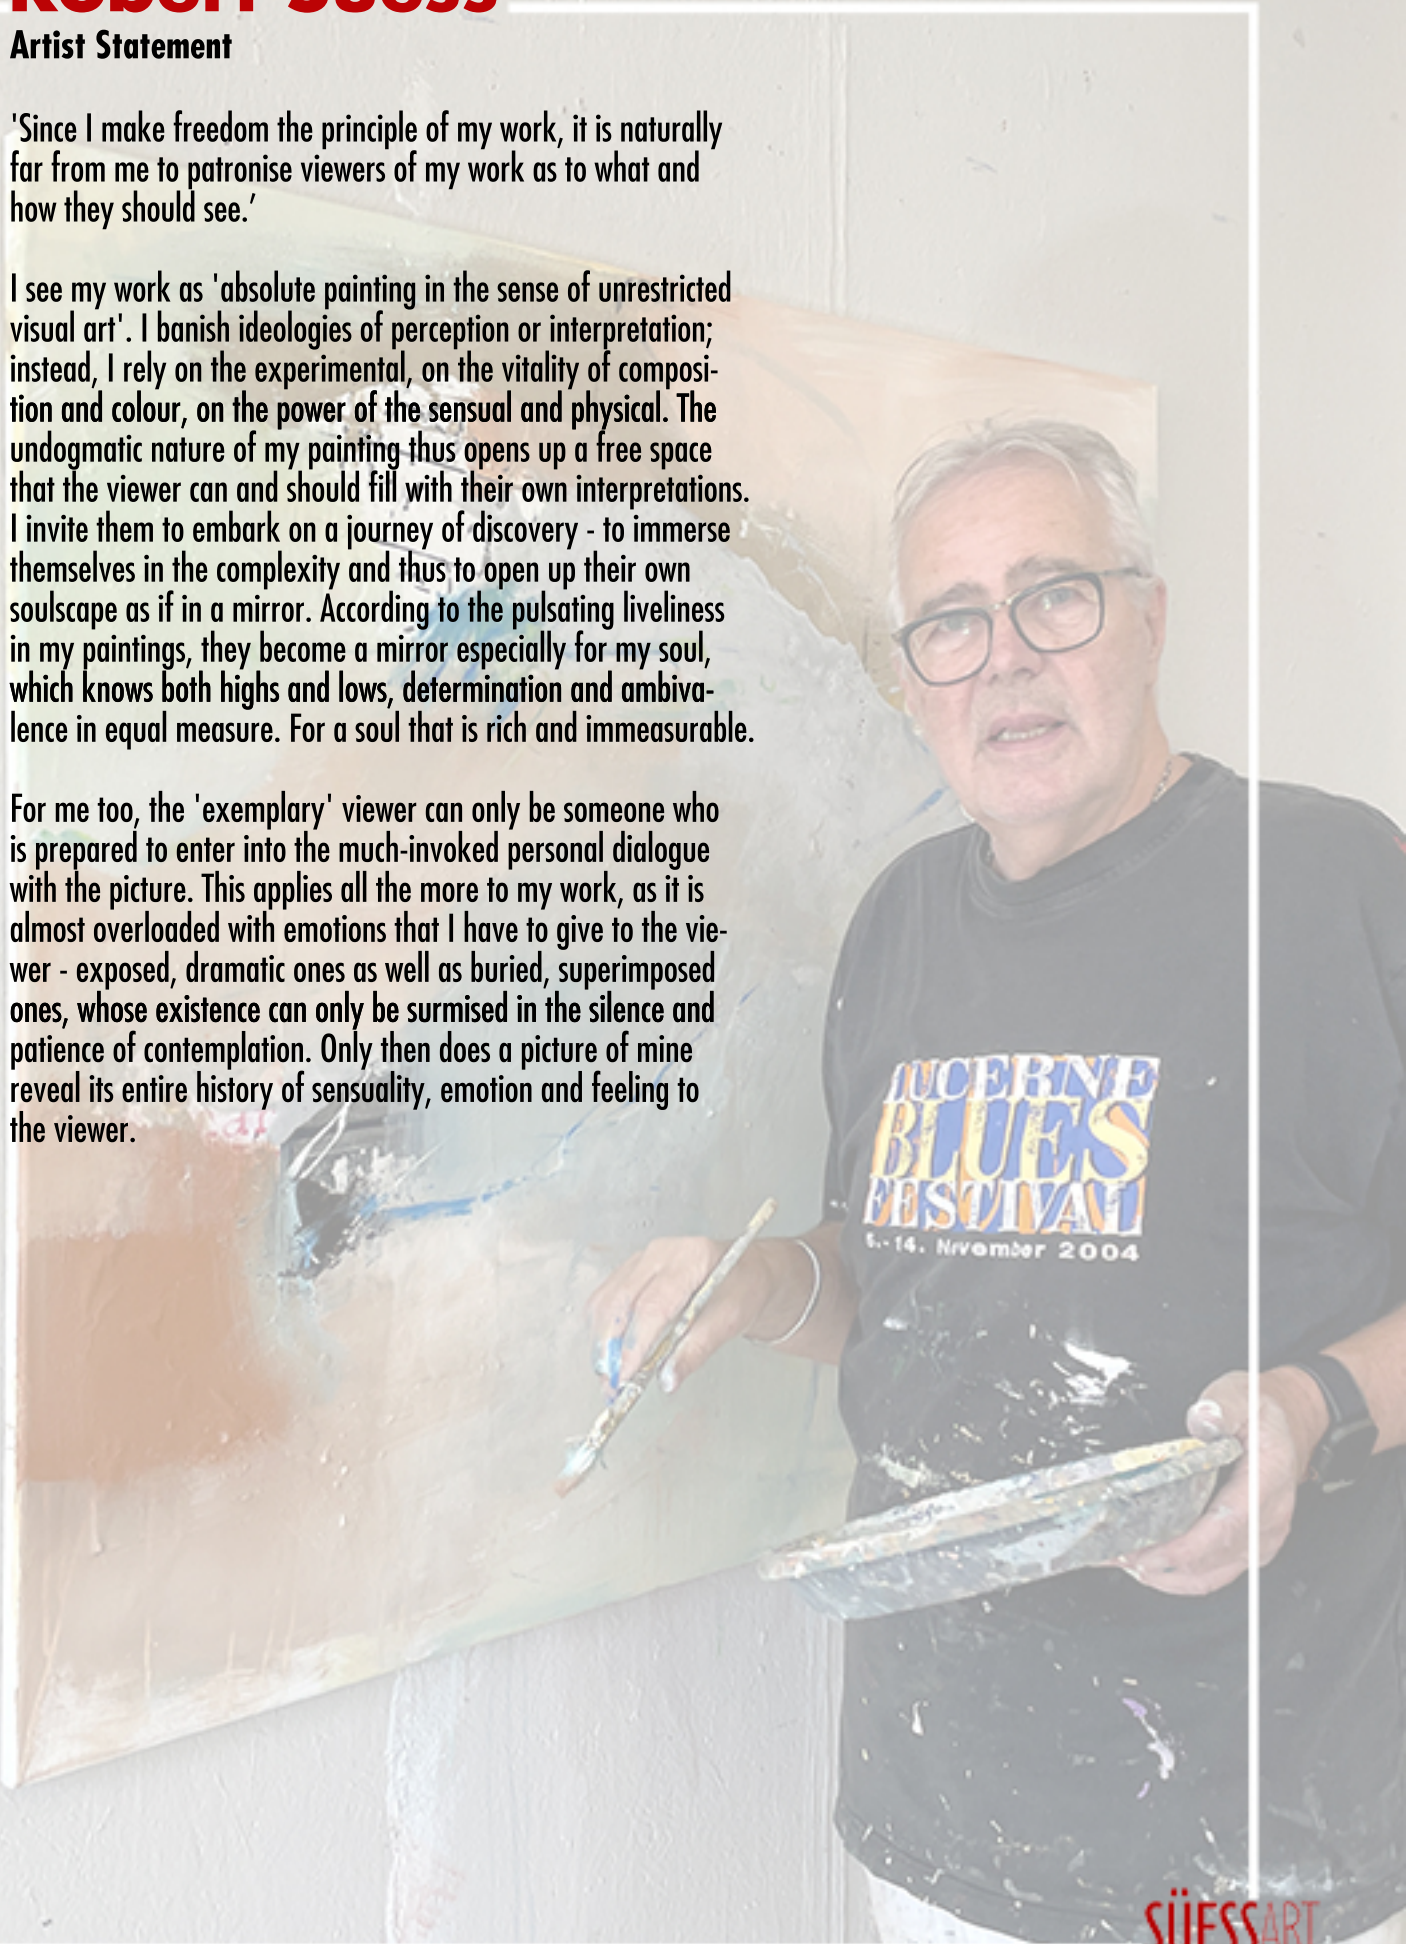 Robert Süess
Artist Statement
'Since I make freedom the principle of my work, it is naturally
far from me to patronise viewers of my work as to what and
how they should see.’
I see my work as 'absolute painting in the sense of unrestricted
visual art'. I banish ideologies of perception or interpretation;
instead, I rely on the experimental, on the vitality of composi-
tion and colour, on the power of the sensual and physical. The
undogmatic nature of my painting thus opens up a free space
that the viewer can and should fill with their own interpretations.
I invite them to embark on a journey of discovery - to immerse
themselves in the complexity and thus to open up their own
soulscape as if in a mirror. According to the pulsating liveliness
in my paintings, they become a mirror especially for my soul,
which knows both highs and lows, determination and ambiva-
lence in equal measure. For a soul that is rich and immeasurable.
For me too, the 'exemplary' viewer can only be someone who
is prepared to enter into the much-invoked personal dialogue
with the picture. This applies all the more to my work, as it is
almost overloaded with emotions that I have to give to the vie-
wer - exposed, dramatic ones as well as buried, superimposed
ones, whose existence can only be surmised in the silence and
patience of contemplation. Only then does a picture of mine
reveal its entire history of sensuality, emotion and feeling to
the viewer.
LUCERNE
BLUES
FESTIVAL
November 2004
SÜESSART